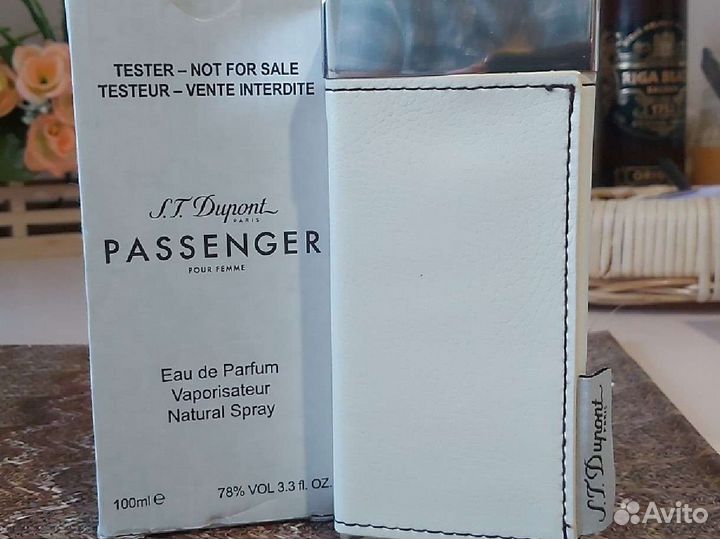 TESTER – NOT FOR SALE
TESTEUR – VENTE INTERDITE
S.T. Dupont
PARIS
PASSENGER
POUR FEMME
Eau de Parfum
Vaporisateur
Natural Spray
100ml e
78% VOL 3.3 fl. OZ.
S.T. Dupont
PARIS
Avito